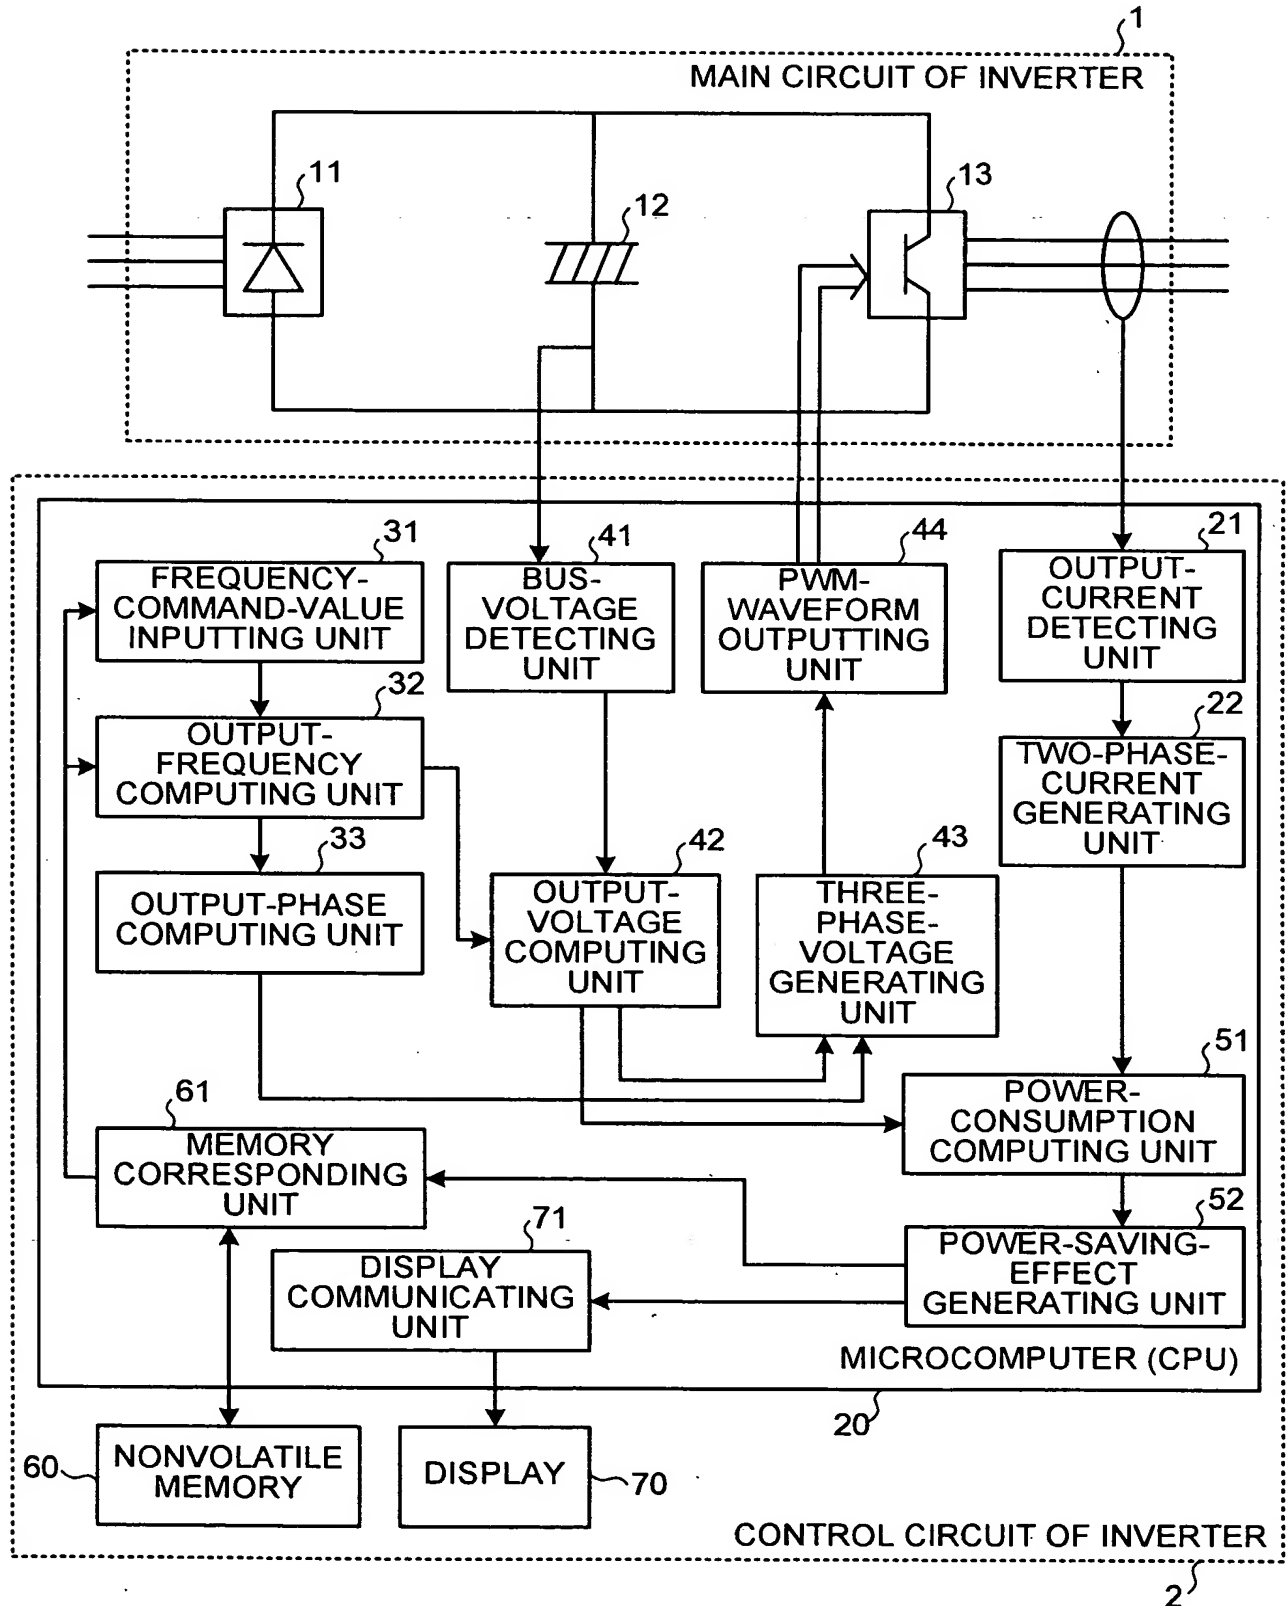 1
MAIN CIRCUIT OF INVERTER
11
12
13
31
FREQUENCY-
COMMAND-VALUE
INPUTTING UNIT
41
BUS-
VOLTAGE
DETECTING
UNIT
44
PWM-
WAVEFORM
OUTPUTTING
UNIT
21
OUTPUT-
CURRENT
DETECTING
UNIT
32
OUTPUT-
FREQUENCY
COMPUTING UNIT
22
TWO-PHASE-
CURRENT
GENERATING
UNIT
33
OUTPUT-PHASE
COMPUTING UNIT
42
OUTPUT-
VOLTAGE
COMPUTING
UNIT
43
THREE-
PHASE-
VOLTAGE
GENERATING
UNIT
51
POWER-
CONSUMPTION
COMPUTING UNIT
61
MEMORY
CORRESPONDING
UNIT
52
POWER-SAVING-
EFFECT
GENERATING UNIT
71
DISPLAY
COMMUNICATING
UNIT
MICROCOMPUTER (CPU)
20
60
NONVOLATILE
MEMORY
DISPLAY
70
CONTROL CIRCUIT OF INVERTER
2